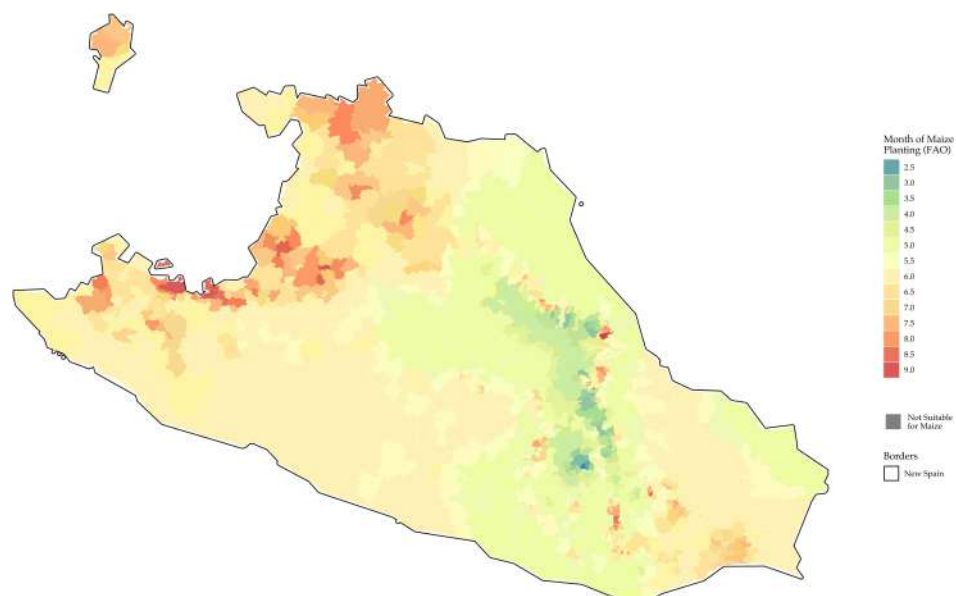 Month of Maize
Planting (FAO)
2.5
3.0
3.5
4.0
4.5
5.0
5.5
6.0
6.5
7.0
7.5
8.0
8.5
9.0
Not Suitable
for Maize
Borders
New Spain